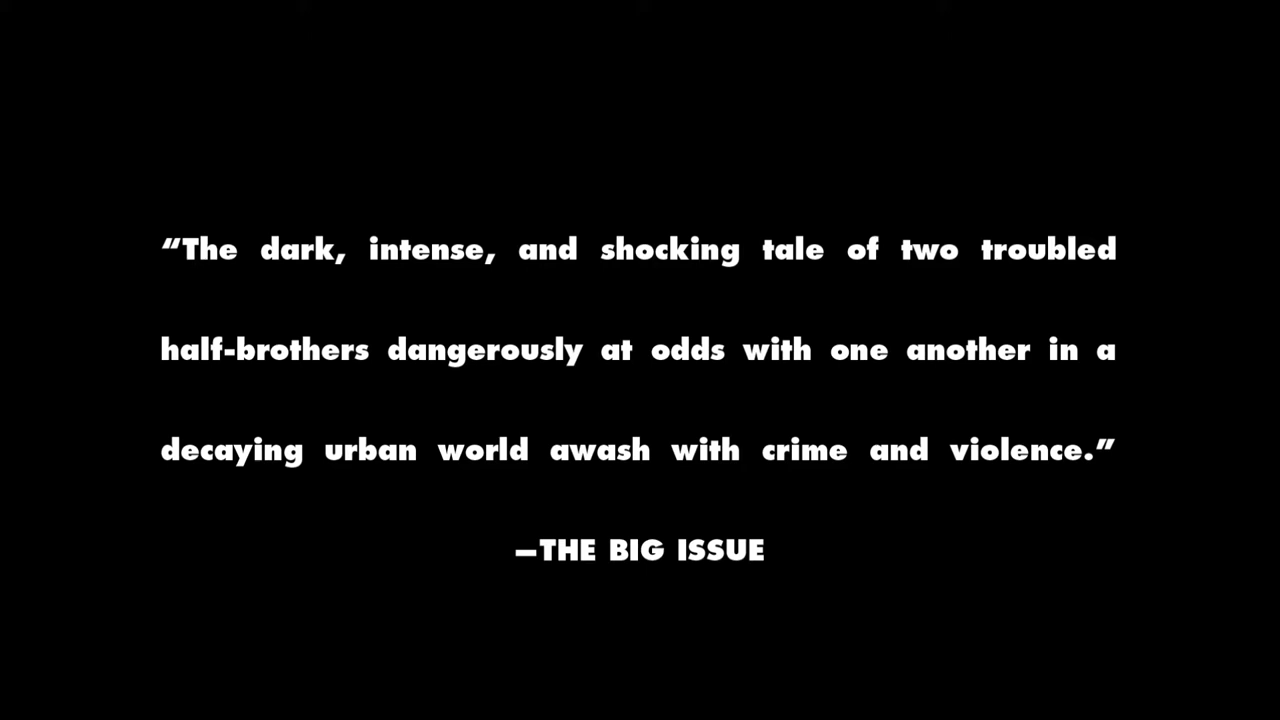 “The dark, intense, and shocking tale of two troubled
half-brothers dangerously at odds with one another in a
decaying urban world awash with crime and violence.”
—THE BIG ISSUE